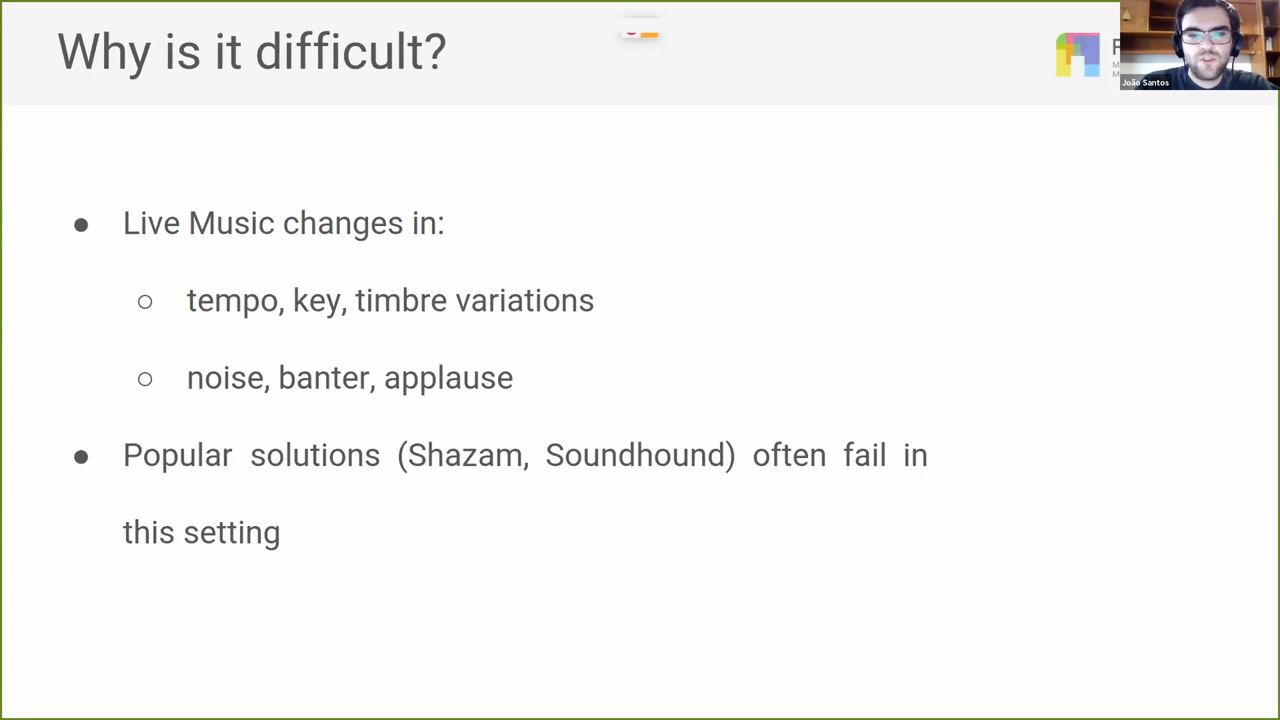 Why is it difficult?
João Santos
● Live Music changes in:
○ tempo, key, timbre variations
○ noise, banter, applause
● Popular solutions (Shazam, Soundhound) often fail in
this setting